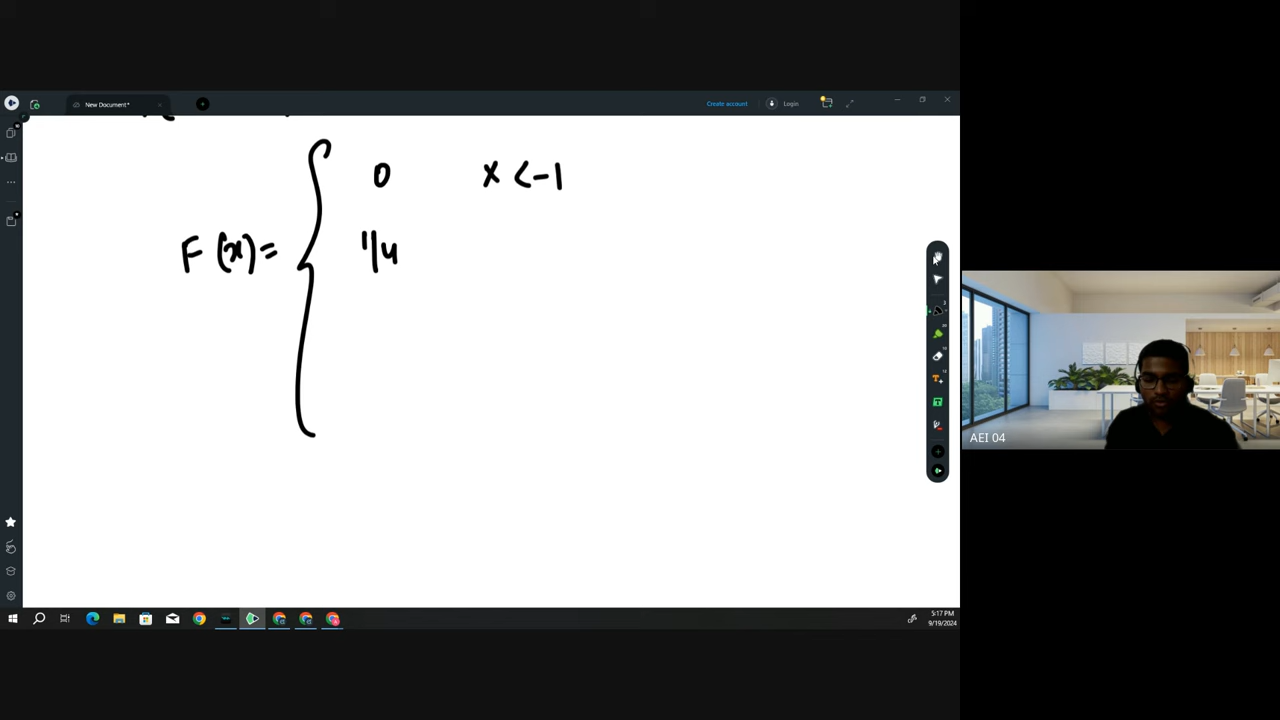 New Document*
Create account
Login
0 x < -1
F (x) = 1/4
AEI 04
5:17 PM
9/19/2024